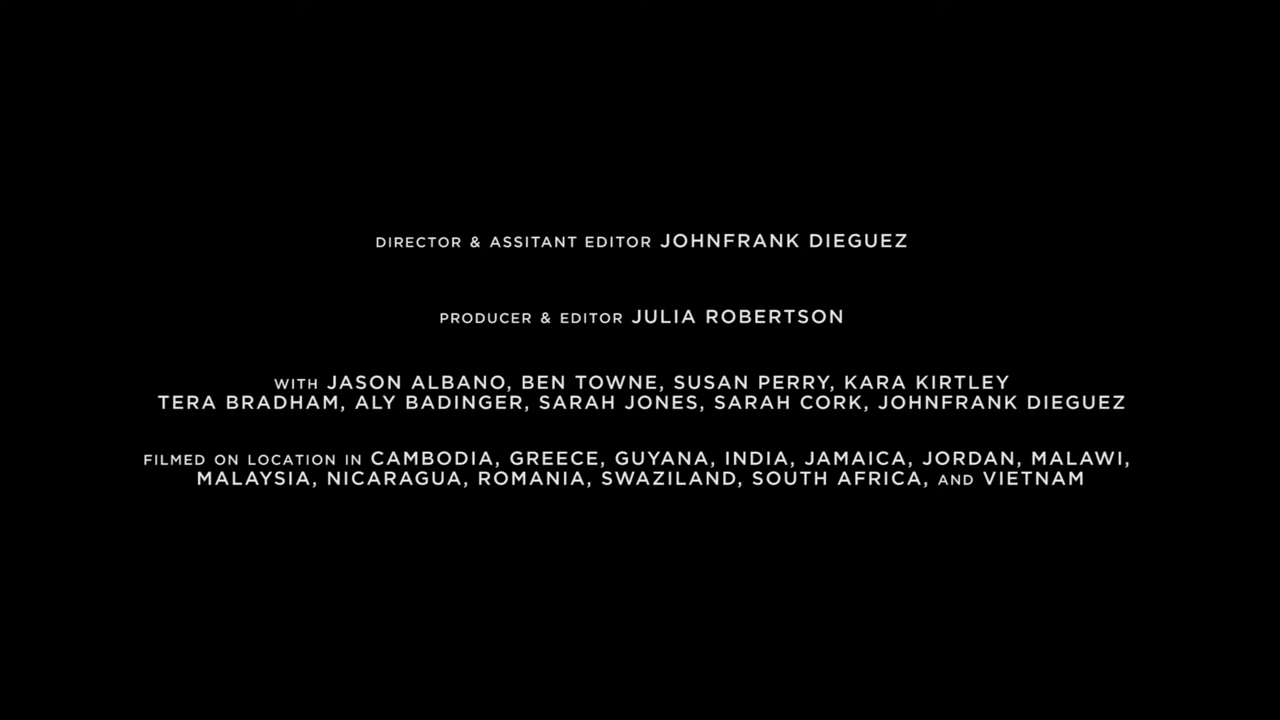 DIRECTOR & ASSITANT EDITOR JOHNFRANK DIEGUEZ
PRODUCER & EDITOR JULIA ROBERTSON
WITH JASON ALBANO, BEN TOWNE, SUSAN PERRY, KARA KIRTLEY
TERA BRADHAM, ALY BADINGER, SARAH JONES, SARAH CORK, JOHNFRANK DIEGUEZ
FILMED ON LOCATION IN CAMBODIA, GREECE, GUYANA, INDIA, JAMAICA, JORDAN, MALAWI,
MALAYSIA, NICARAGUA, ROMANIA, SWAZILAND, SOUTH AFRICA, AND VIETNAM